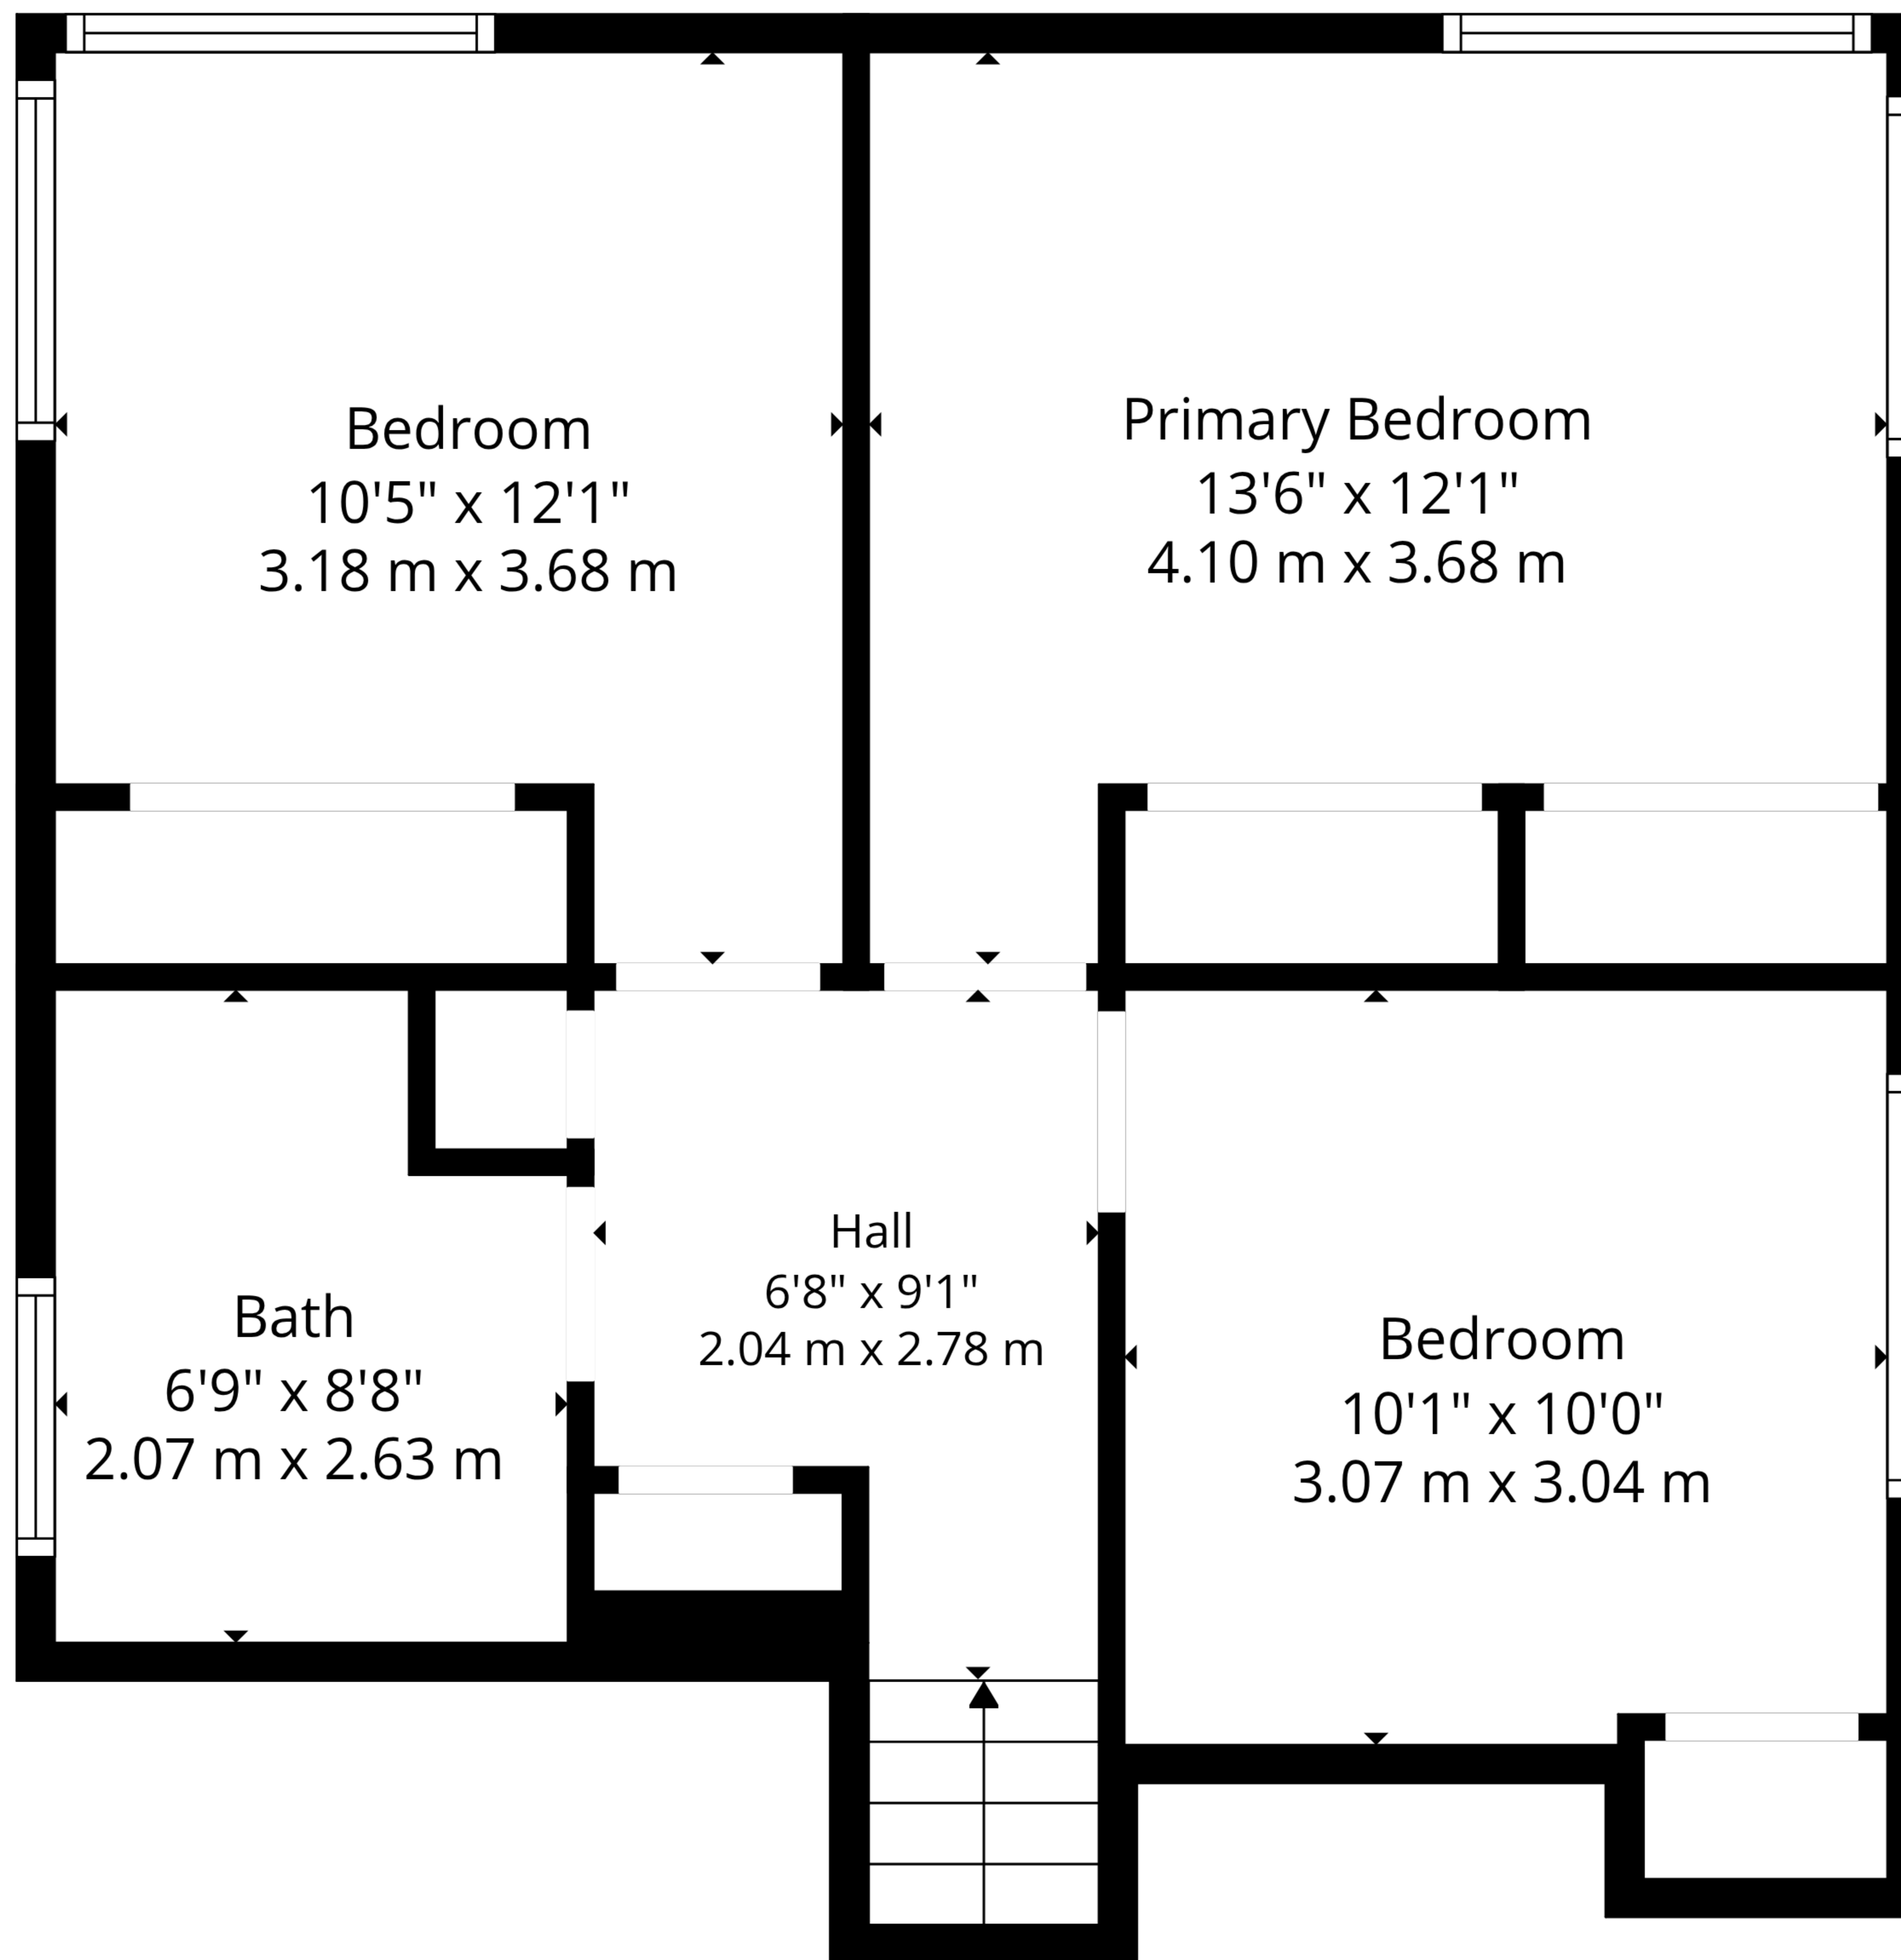 Bedroom
10'5" x 12'1"
3.18 m x 3.68 m
Primary Bedroom
13'6" x 12'1"
4.10 m x 3.68 m
Hall
6'8" x 9'1"
2.04 m x 2.78 m
Bath
6'9" x 8'8"
2.07 m x 2.63 m
Bedroom
10'1" x 10'0"
3.07 m x 3.04 m